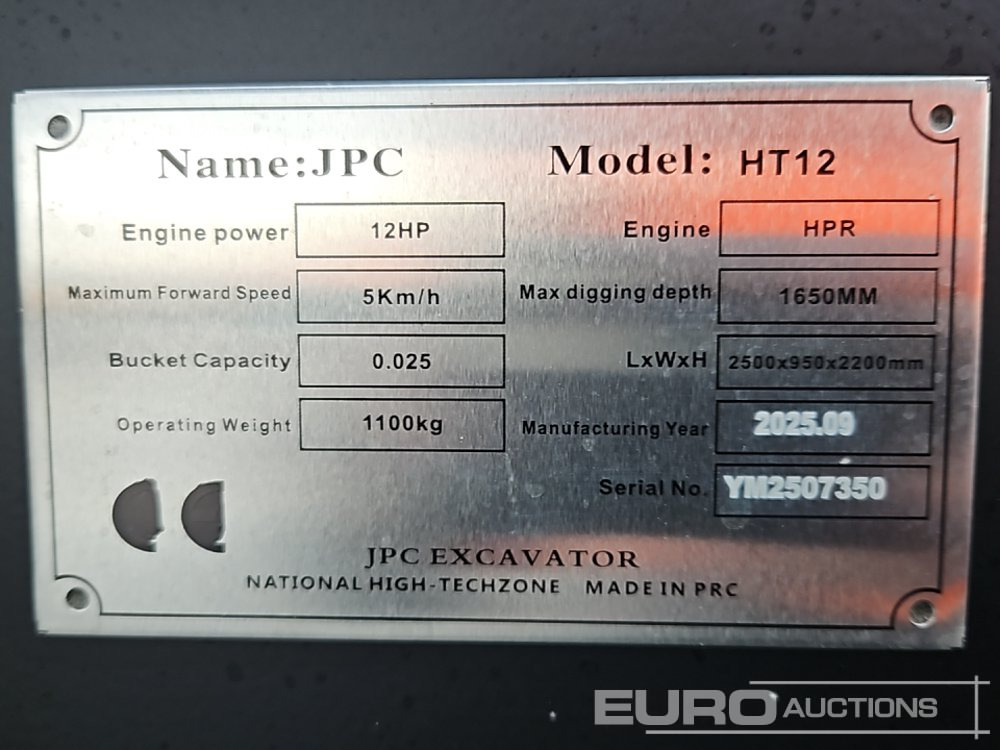 Name:JPC Model: HT12
Engine power 12HP Engine HPR
Maximum Forward Speed 5Km/h Max digging depth 1650MM
Bucket Capacity 0.025 LxWxH 2500x950x2200mm
Operating Weight 1100kg Manufacturing Year 2025.09
Serial No. YM2507350
JPC EXCAVATOR
NATIONAL HIGH-TECHZONE MADE IN PRC
EURO AUCTIONS